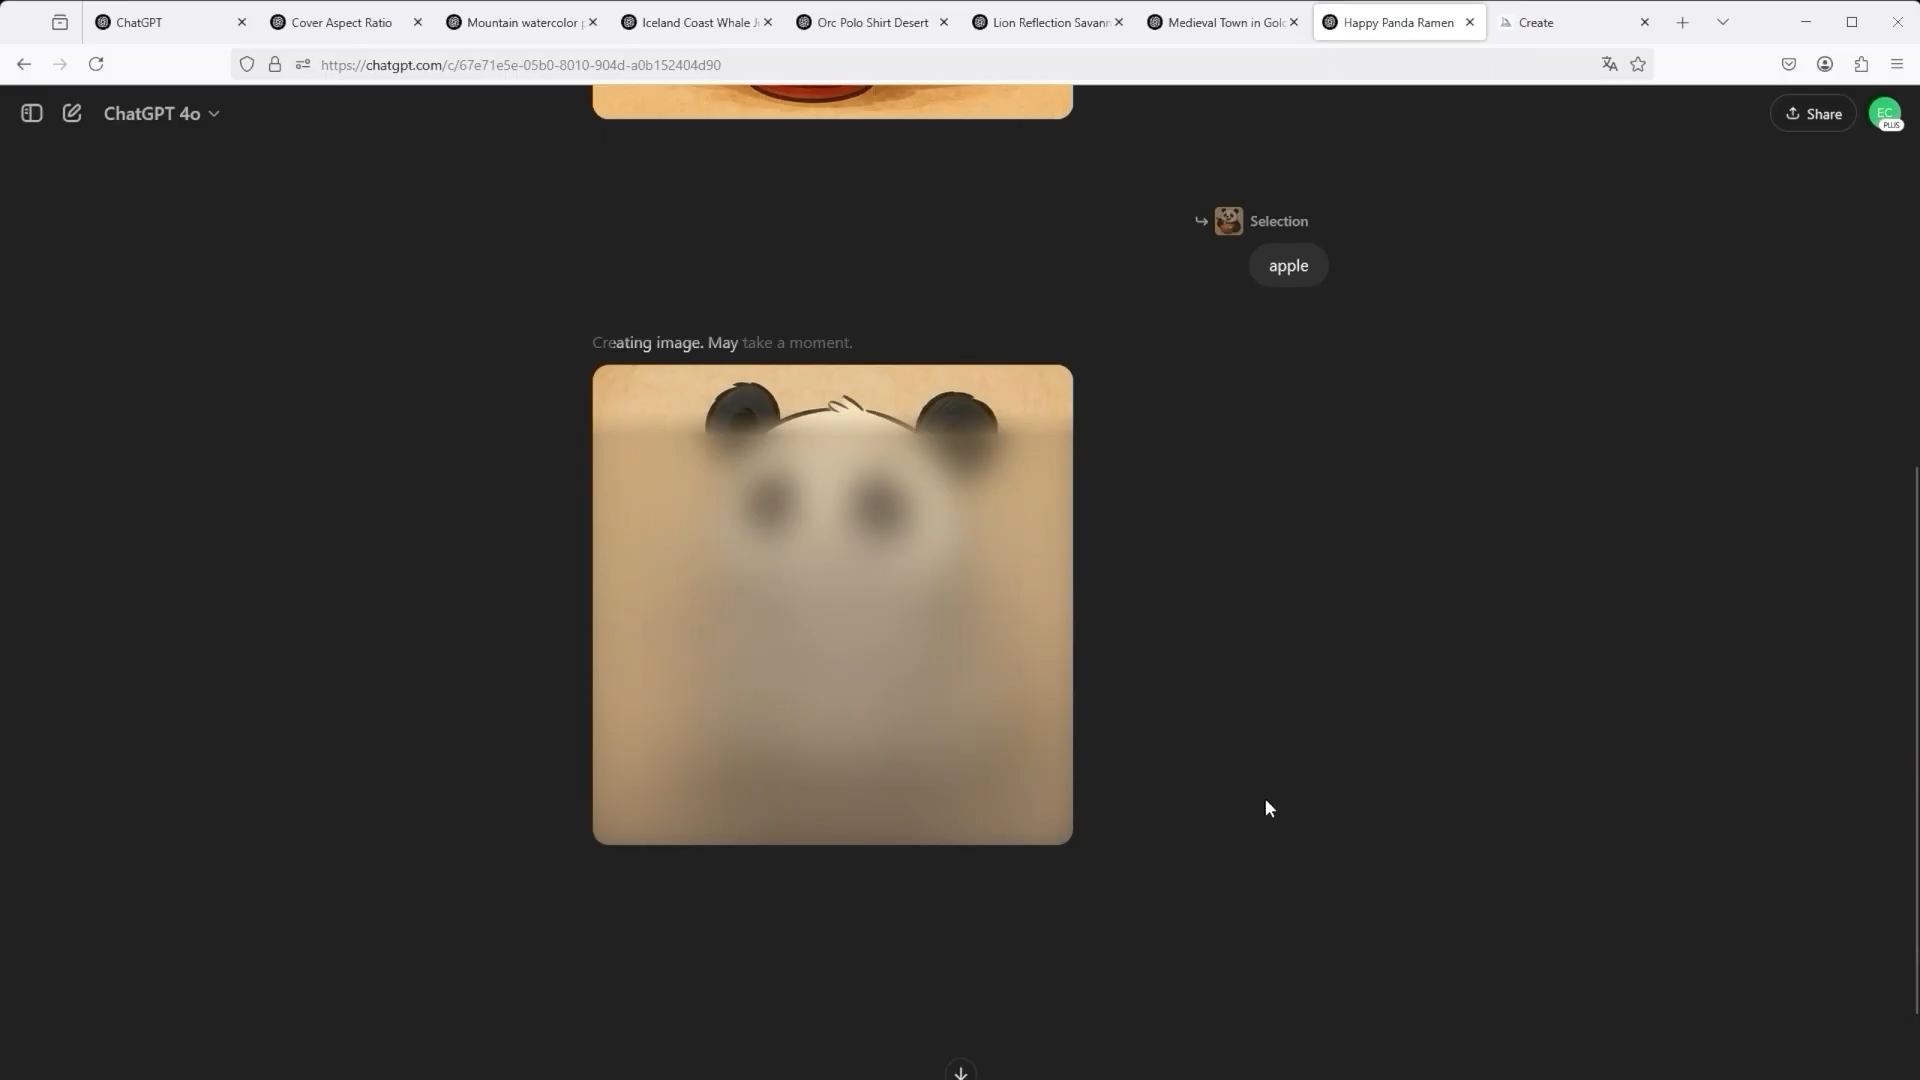 ChatGPT
Cover Aspect Ratio
Mountain watercolor
Iceland Coast Whale
Orc Polo Shirt Desert
Lion Reflection Savann
Medieval Town in Gol
Happy Panda Ramen
Create
https://chatgpt.com/c/67e71e5e-05b0-8010-904d-a0b152404d90
ChatGPT 4o
Share
EC
PLUS
Selection
apple
Creating image. May take a moment.